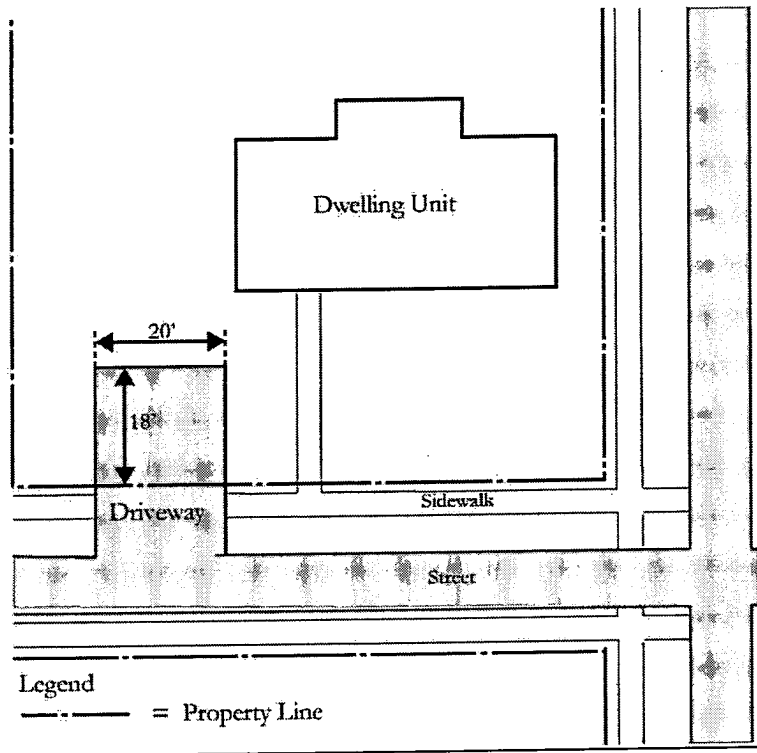 Dwelling Unit
20'
18'
Sidewalk
Driveway
Street
Legend
= Property Line